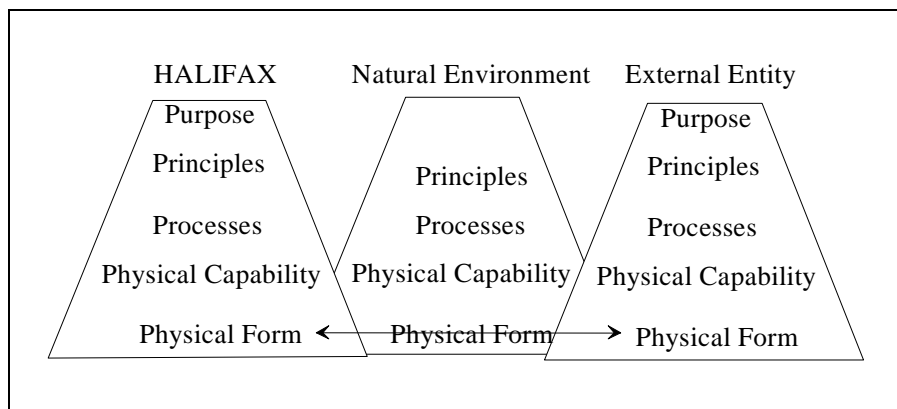 HALIFAX
Purpose
Principles
Processes
Physical Capability
Physical Form
Natural Environment
Principles
Processes
Physical Capability
Physical Form
External Entity
Purpose
Principles
Processes
Physical Capability
Physical Form